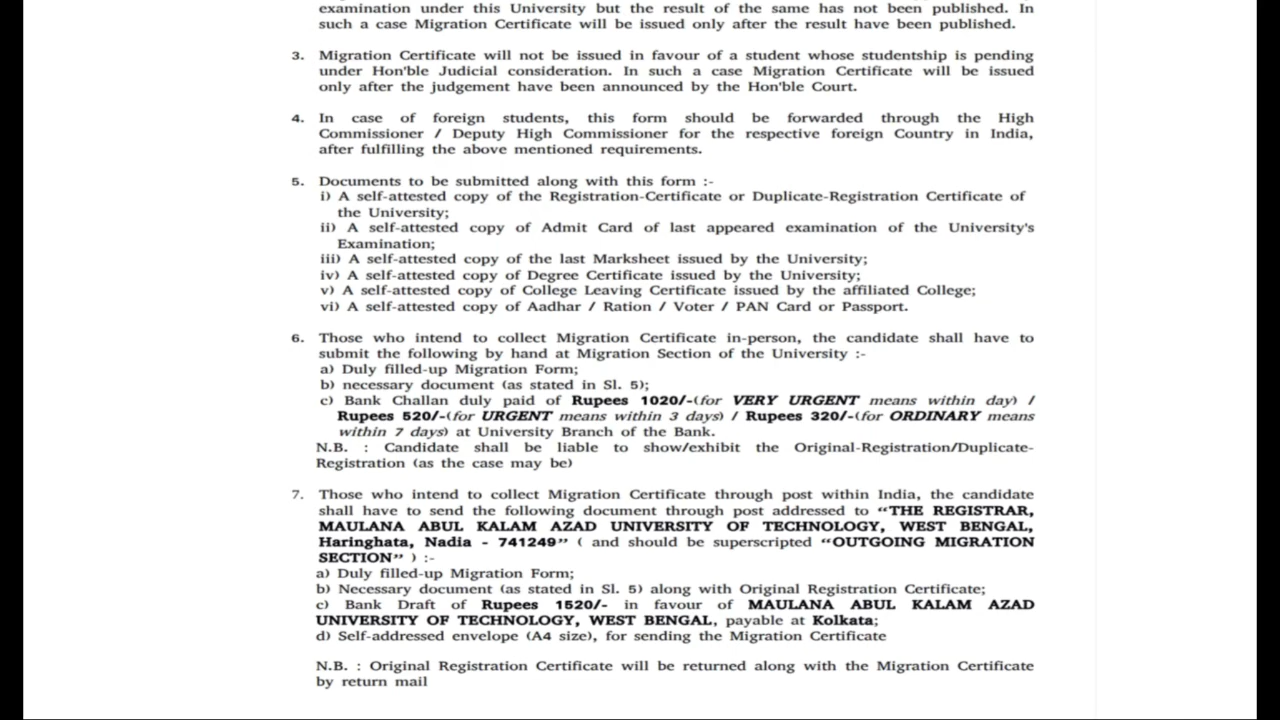 examination under this University but the result of the same has not been published. In
such a case Migration Certificate will be issued only after the result have been published.
3. Migration Certificate will not be issued in favour of a student whose studentship is pending
under Hon'ble Judicial consideration. In such a case Migration Certificate will be issued
only after the judgement have been announced by the Hon'ble Court.
4. In case of foreign students, this form should be forwarded through the High
Commissioner / Deputy High Commissioner for the respective foreign Country in India,
after fulfilling the above mentioned requirements.
5. Documents to be submitted along with this form :-
i) A self-attested copy of the Registration-Certificate or Duplicate-Registration Certificate of
the University;
ii) A self-attested copy of Admit Card of last appeared examination of the University's
Examination;
iii) A self-attested copy of the last Marksheet issued by the University;
iv) A self-attested copy of Degree Certificate issued by the University;
v) A self-attested copy of College Leaving Certificate issued by the affiliated College;
vi) A self-attested copy of Aadhar / Ration / Voter / PAN Card or Passport.
6. Those who intend to collect Migration Certificate in-person, the candidate shall have to
submit the following by hand at Migration Section of the University :-
a) Duly filled-up Migration Form;
b) necessary document (as stated in Sl. 5);
c) Bank Challan duly paid of Rupees 1020/-(for VERY URGENT means within day) /
Rupees 520/-(for URGENT means within 3 days) / Rupees 320/-(for ORDINARY means
within 7 days) at University Branch of the Bank.
N.B. : Candidate shall be liable to show/exhibit the Original-Registration/Duplicate-
Registration (as the case may be)
7. Those who intend to collect Migration Certificate through post within India, the candidate
shall have to send the following document through post addressed to “THE REGISTRAR,
MAULANA ABUL KALAM AZAD UNIVERSITY OF TECHNOLOGY, WEST BENGAL,
Haringhata, Nadia - 741249” ( and should be superscripted “OUTGOING MIGRATION
SECTION” ) :-
a) Duly filled-up Migration Form;
b) Necessary document (as stated in Sl. 5) along with Original Registration Certificate;
c) Bank Draft of Rupees 1520/- in favour of MAULANA ABUL KALAM AZAD
UNIVERSITY OF TECHNOLOGY, WEST BENGAL, payable at Kolkata;
d) Self-addressed envelope (A4 size), for sending the Migration Certificate
N.B. : Original Registration Certificate will be returned along with the Migration Certificate
by return mail